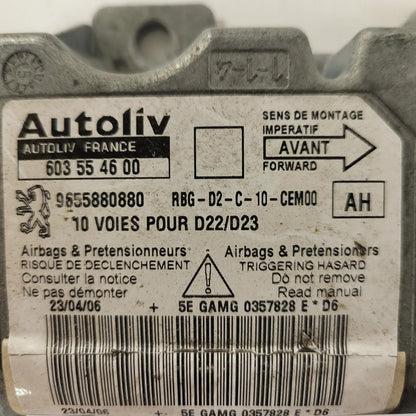 Autoliv
AUTOLIV FRANCE
603 55 46 00
SENS DE MONTAGE
IMPERATIF
AVANT
FORWARD
9655880880 RBG-D2-C-10-CEM00 AH
10 VOIES POUR D22/D23
Airbags & Pretensionneurs
RISQUE DE DECLENCHEMENT
Consulter la notice
Ne pas démonter
Airbags & Pretensioners
TRIGGERING HASARD
Do not remove
Read manual
23/04/06 + 5E GAMG 0357828 E * D6
23/04/06 + 5E GAMG 0357828 E * D6